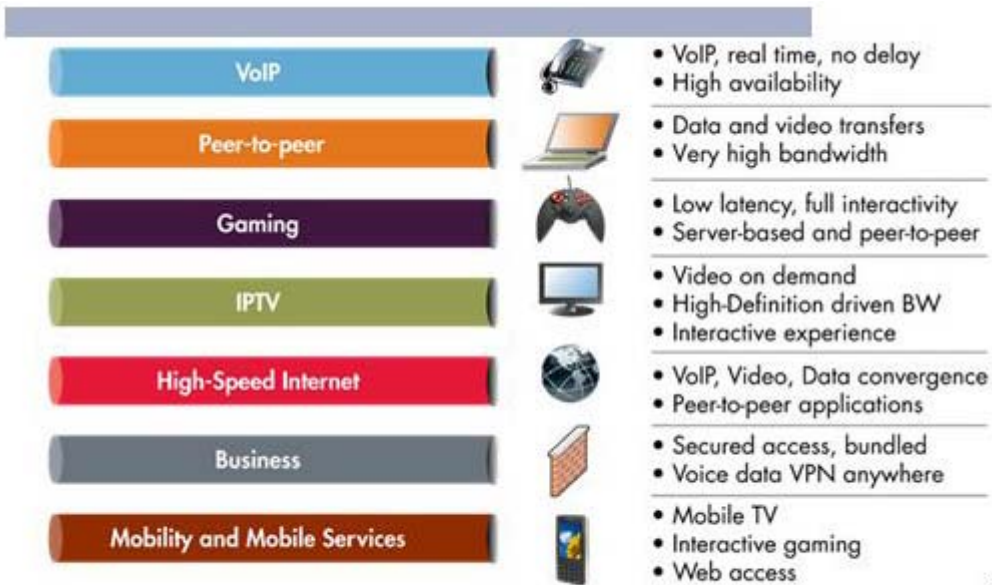 VoIP
• VoIP, real time, no delay
• High availability
Peer-to-peer
• Data and video transfers
• Very high bandwidth
Gaming
• Low latency, full interactivity
• Server-based and peer-to-peer
IPTV
• Video on demand
• High-Definition driven BW
• Interactive experience
High-Speed Internet
• VoIP, Video, Data convergence
• Peer-to-peer applications
Business
• Secured access, bundled
• Voice data VPN anywhere
Mobility and Mobile Services
• Mobile TV
• Interactive gaming
• Web access